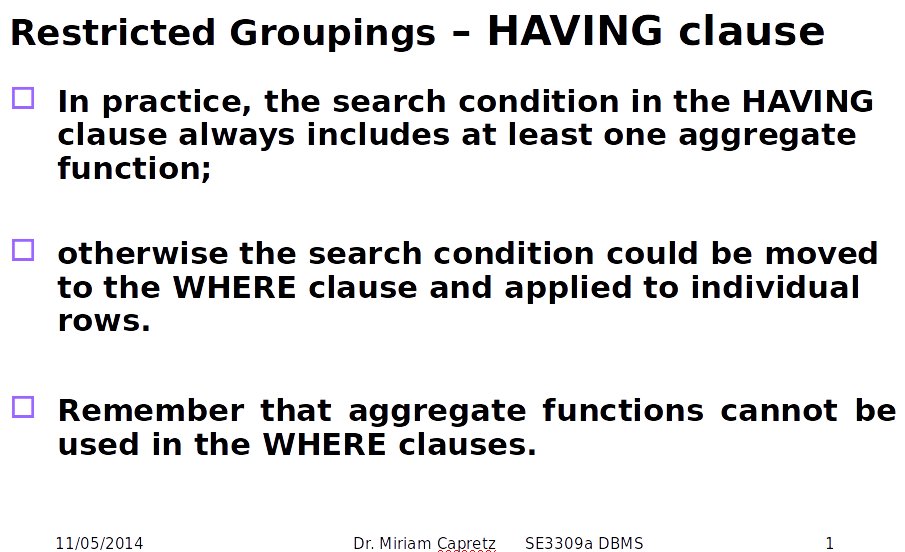 Restricted Groupings – HAVING clause
In practice, the search condition in the HAVING
clause always includes at least one aggregate
function;
otherwise the search condition could be moved
to the WHERE clause and applied to individual
rows.
Remember that aggregate functions cannot be
used in the WHERE clauses.
11/05/2014 Dr. Miriam Capretz SE3309a DBMS 1